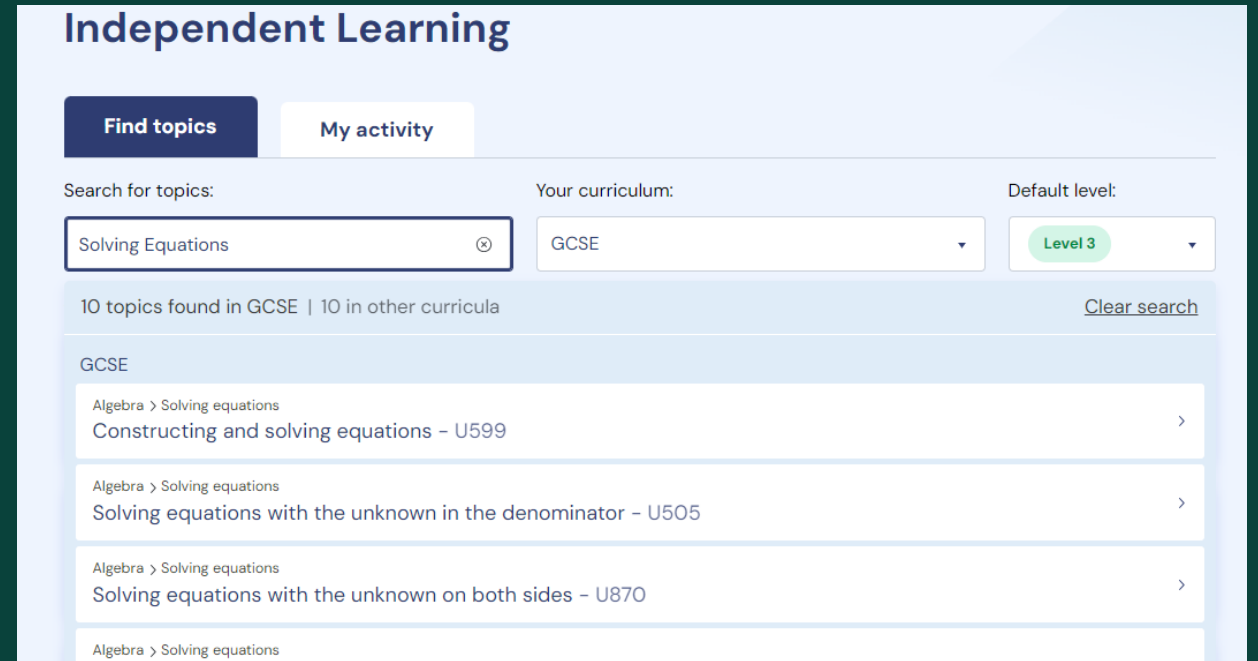 Independent Learning
Find topics
My activity
Search for topics:
Your curriculum:
Default level:
Solving Equations
GCSE
Level 3
10 topics found in GCSE | 10 in other curricula
Clear search
GCSE
Algebra > Solving equations
Constructing and solving equations – U599
Algebra > Solving equations
Solving equations with the unknown in the denominator – U505
Algebra > Solving equations
Solving equations with the unknown on both sides – U870
Algebra > Solving equations